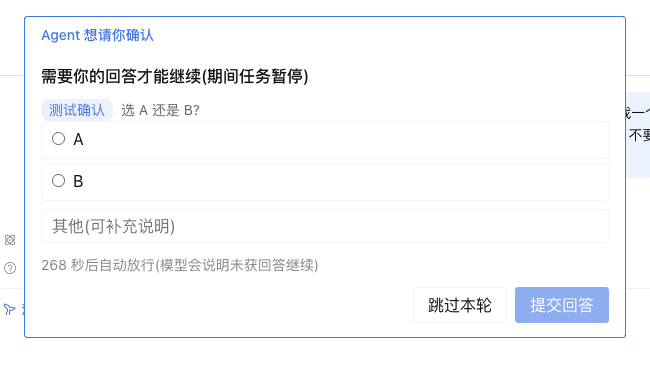 Agent 想请你确认
需要你的回答才能继续(期间任务暂停)
测试确认 选 A 还是 B?
A
B
其他(可补充说明)
268 秒后自动放行(模型会说明未获回答继续)
跳过本轮 提交回答
不要